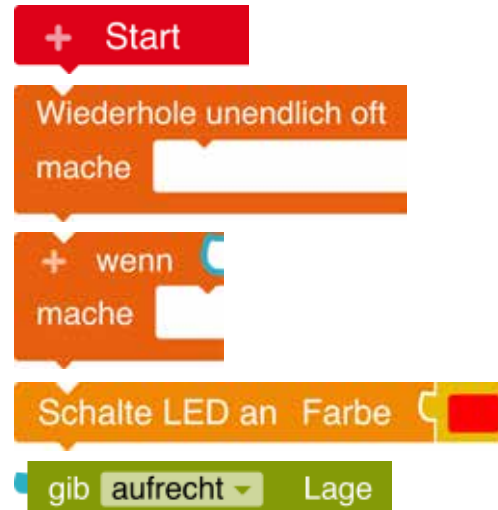 + Start
Wiederhole unendlich oft
mache
+ wenn
mache
Schalte LED an Farbe
gib aufrecht Lage